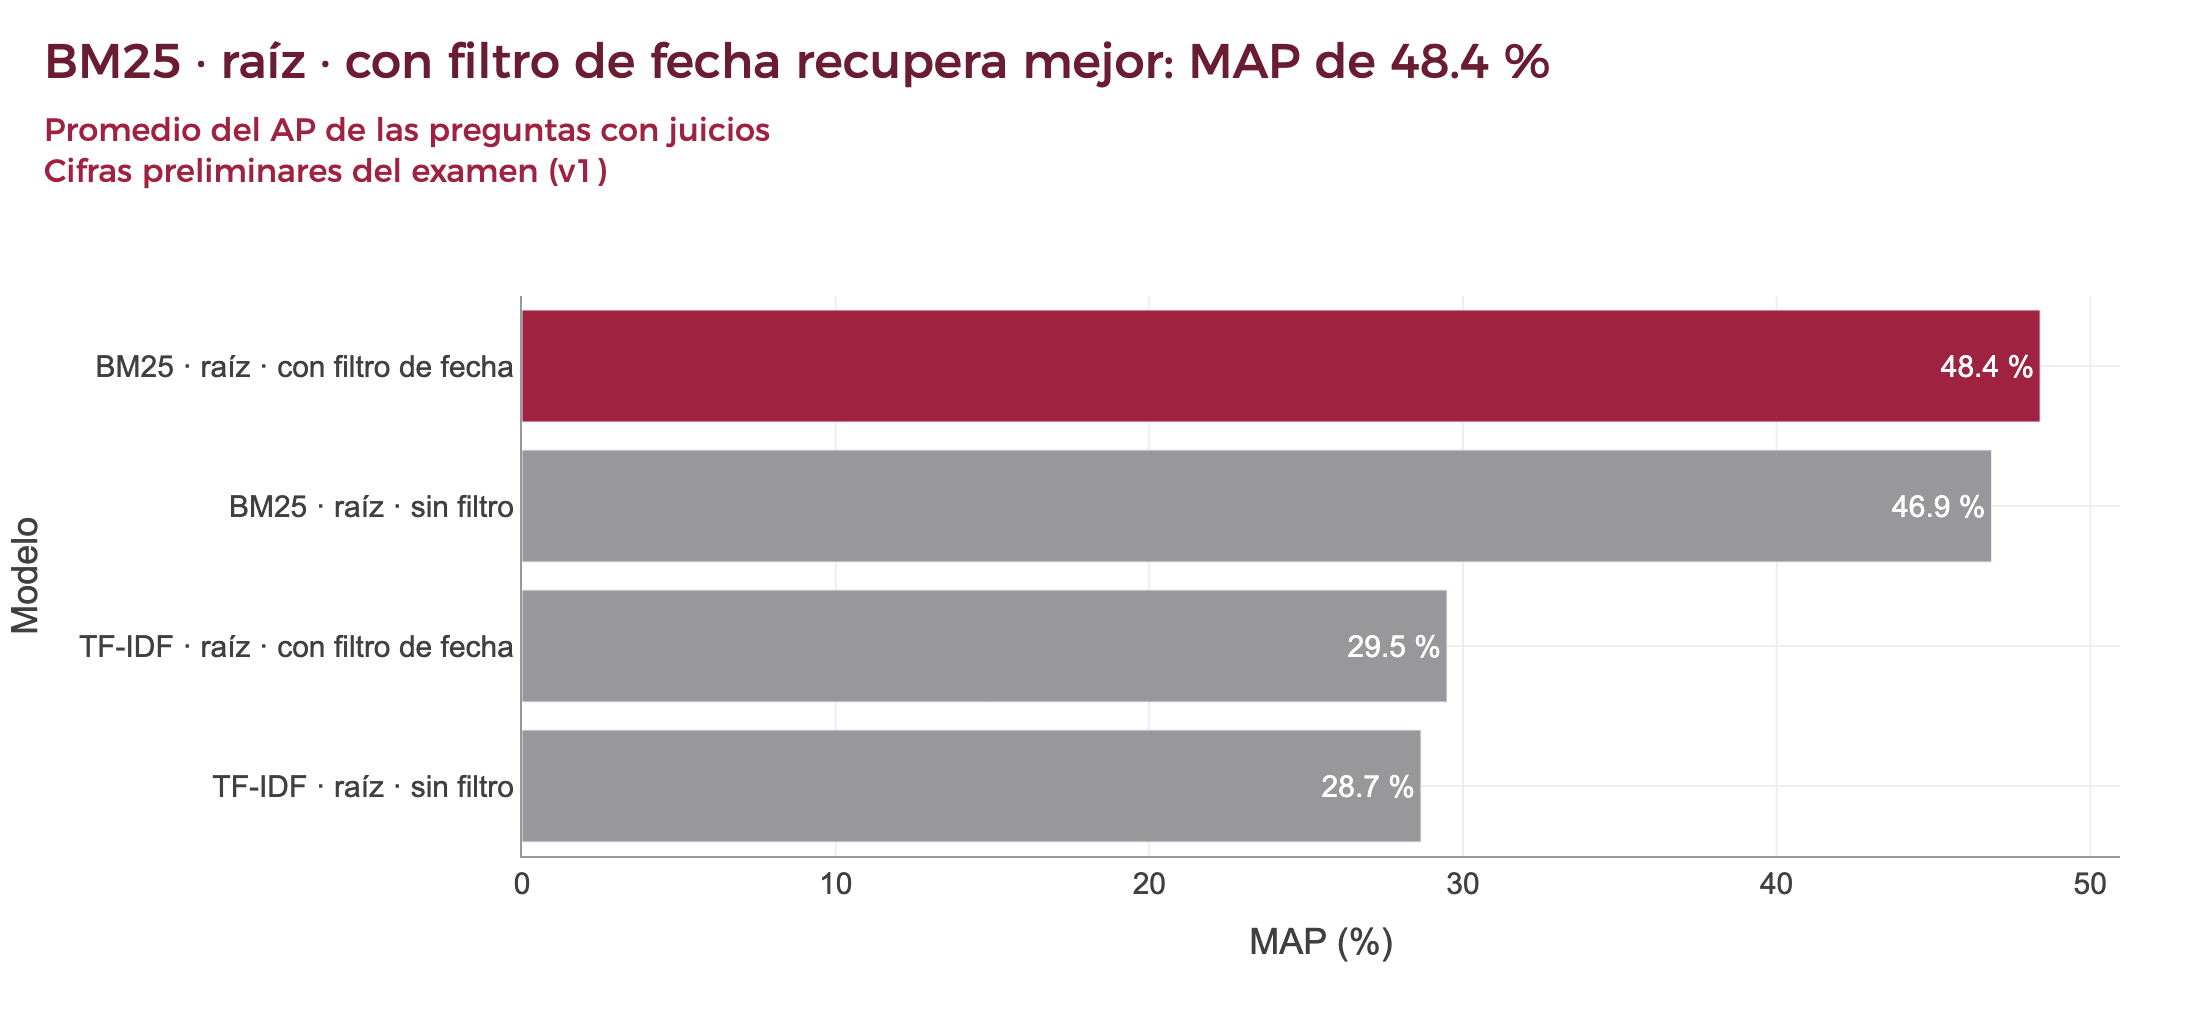 BM25 · raíz · con filtro de fecha recupera mejor: MAP de 48.4 %
Promedio del AP de las preguntas con juicios
Cifras preliminares del examen (v1)
Modelo
BM25 · raíz · con filtro de fecha
48.4 %
BM25 · raíz · sin filtro
46.9 %
TF-IDF · raíz · con filtro de fecha
29.5 %
TF-IDF · raíz · sin filtro
28.7 %
0 10 20 30 40 50
MAP (%)